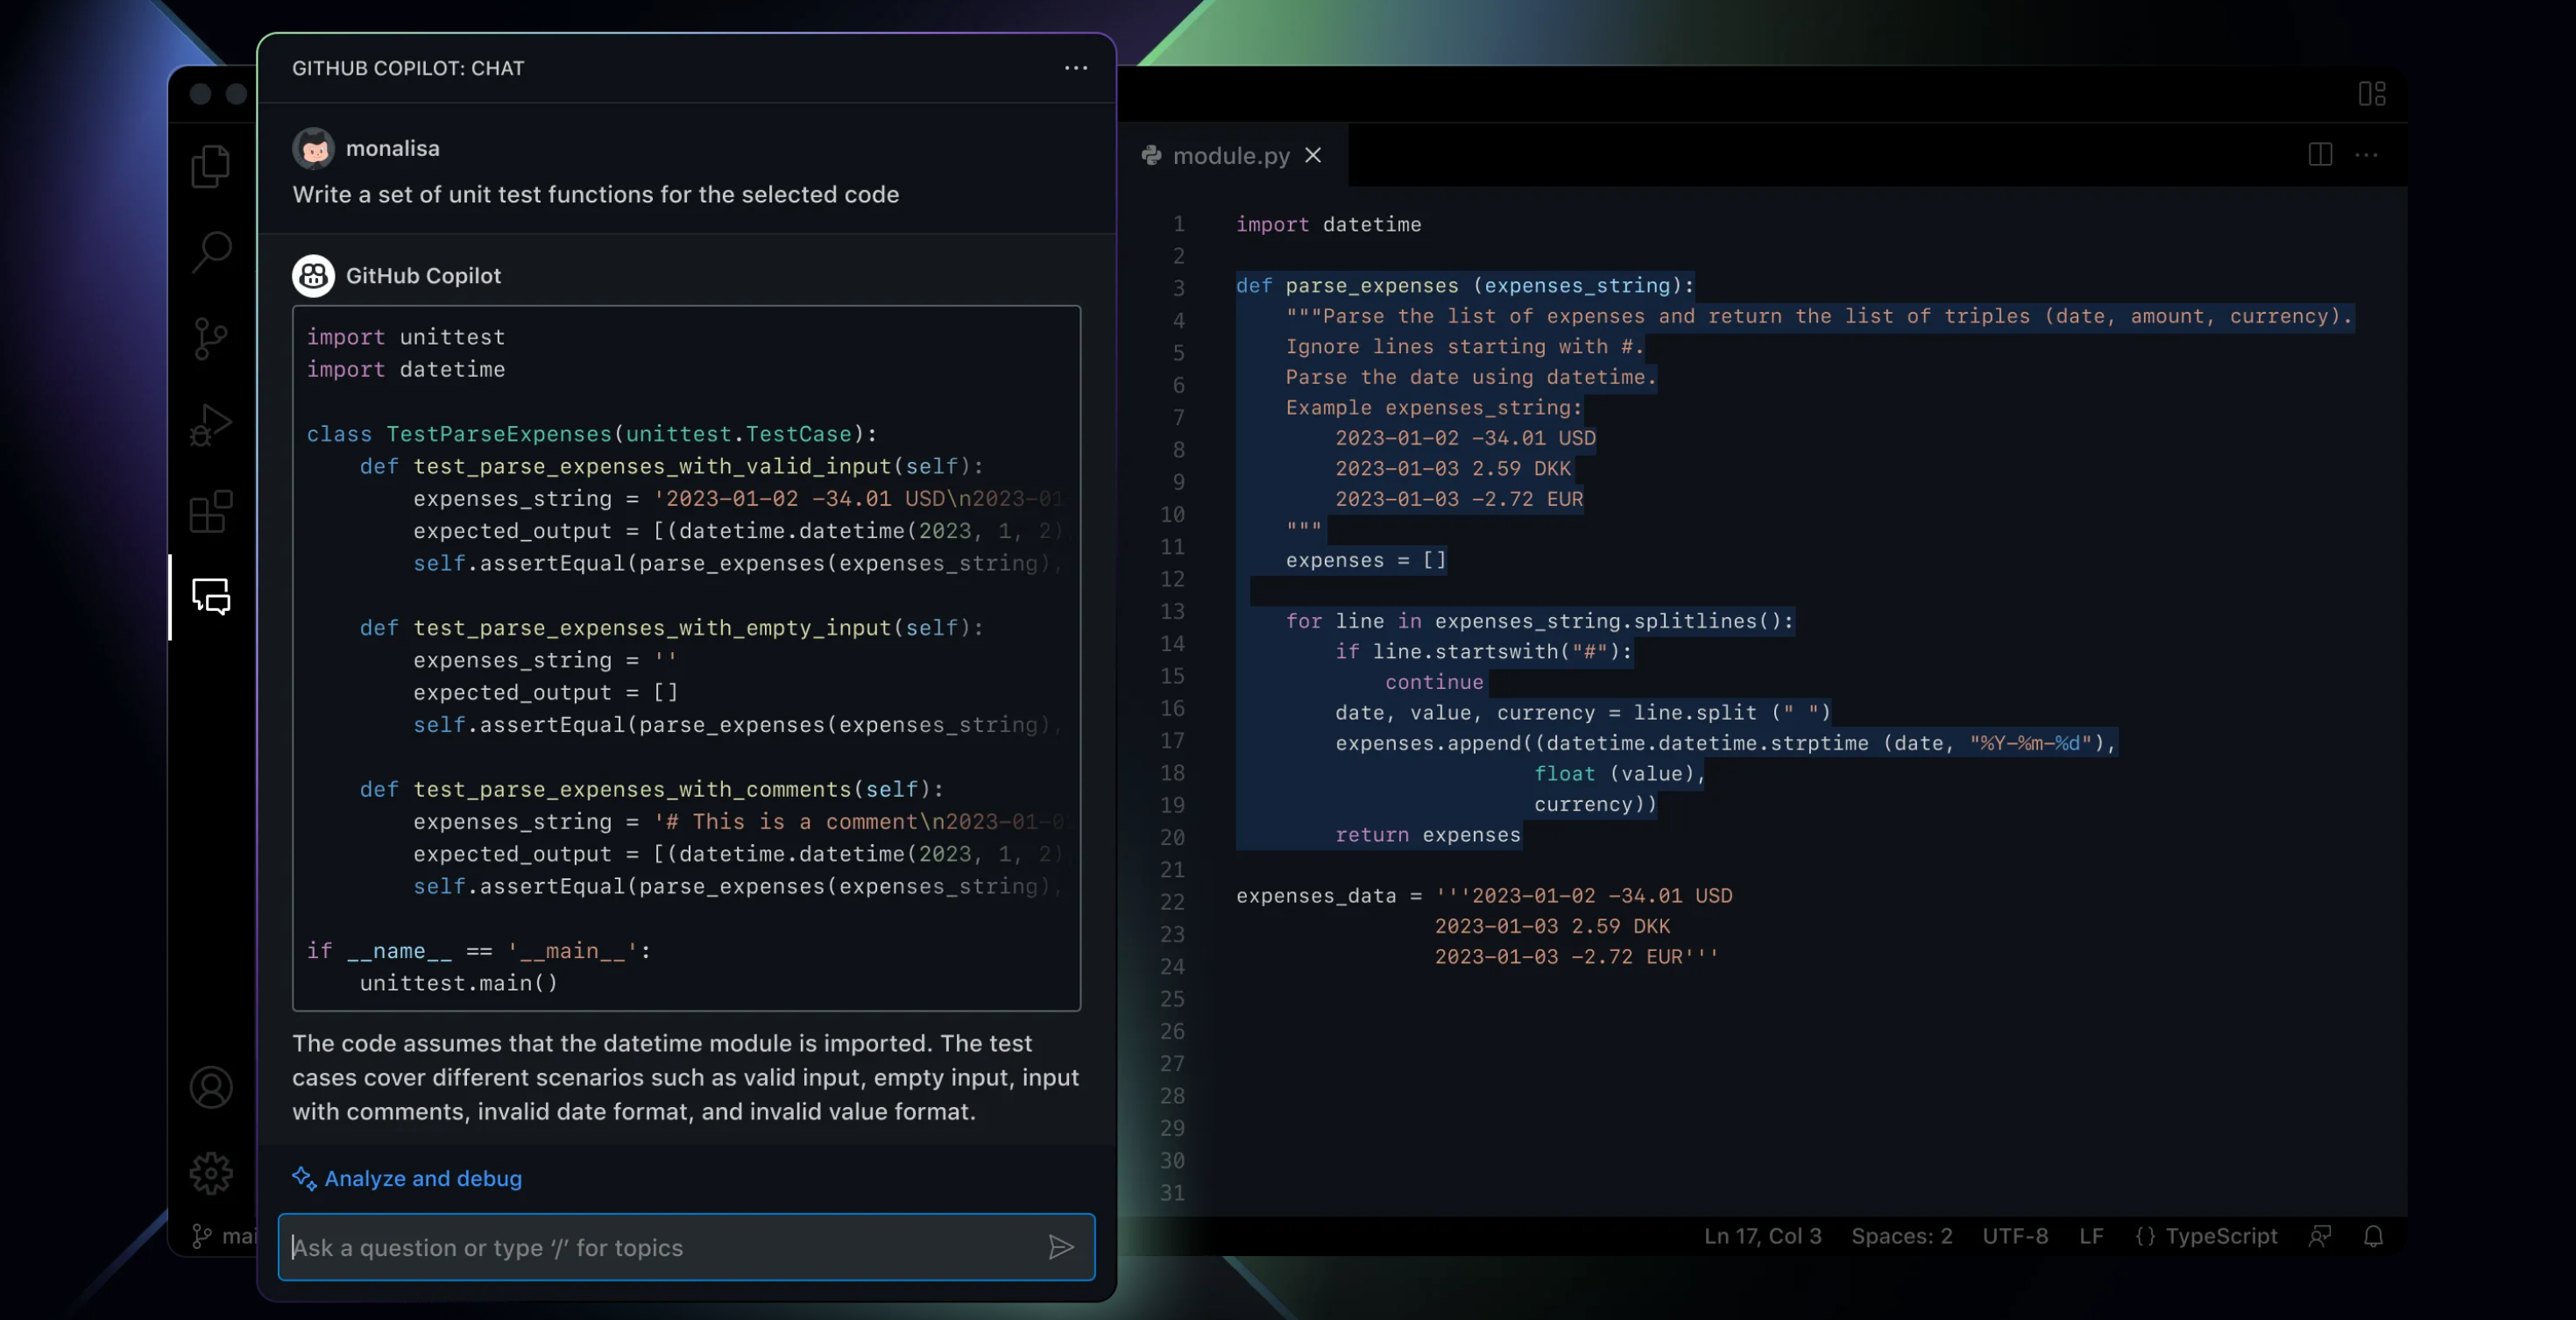 GITHUB COPILOT: CHAT
monalisa
Write a set of unit test functions for the selected code
GitHub Copilot
import unittest
import datetime
class TestParseExpenses(unittest.TestCase):
    def test_parse_expenses_with_valid_input(self):
        expenses_string = '2023-01-02 -34.01 USD\n2023-01-
        expected_output = [(datetime.datetime(2023, 1, 2)
        self.assertEqual(parse_expenses(expenses_string),
    def test_parse_expenses_with_empty_input(self):
        expenses_string = ''
        expected_output = []
        self.assertEqual(parse_expenses(expenses_string),
    def test_parse_expenses_with_comments(self):
        expenses_string = '# This is a comment\n2023-01-0
        expected_output = [(datetime.datetime(2023, 1, 2)
        self.assertEqual(parse_expenses(expenses_string),
if __name__ == '__main__':
    unittest.main()
The code assumes that the datetime module is imported. The test
cases cover different scenarios such as valid input, empty input, input
with comments, invalid date format, and invalid value format.
Analyze and debug
Ask a question or type ‘/’ for topics
mai
module.py
1 import datetime
2
3 def parse_expenses (expenses_string):
4     """Parse the list of expenses and return the list of triples (date, amount, currency).
5     Ignore lines starting with #.
6     Parse the date using datetime.
7     Example expenses_string:
8         2023-01-02 -34.01 USD
9         2023-01-03 2.59 DKK
10         2023-01-03 -2.72 EUR
11     """
12     expenses = []
13     for line in expenses_string.splitlines():
14         if line.startswith("#"):
15             continue
16         date, value, currency = line.split (" ")
17         expenses.append((datetime.datetime.strptime (date, "%Y-%m-%d"),
18                         float (value),
19                         currency))
20         return expenses
21
22 expenses_data = '''2023-01-02 -34.01 USD
23                 2023-01-03 2.59 DKK
24                 2023-01-03 -2.72 EUR'''
25
26
27
28
29
30
31
Ln 17, Col 3 Spaces: 2 UTF-8 LF {} TypeScript